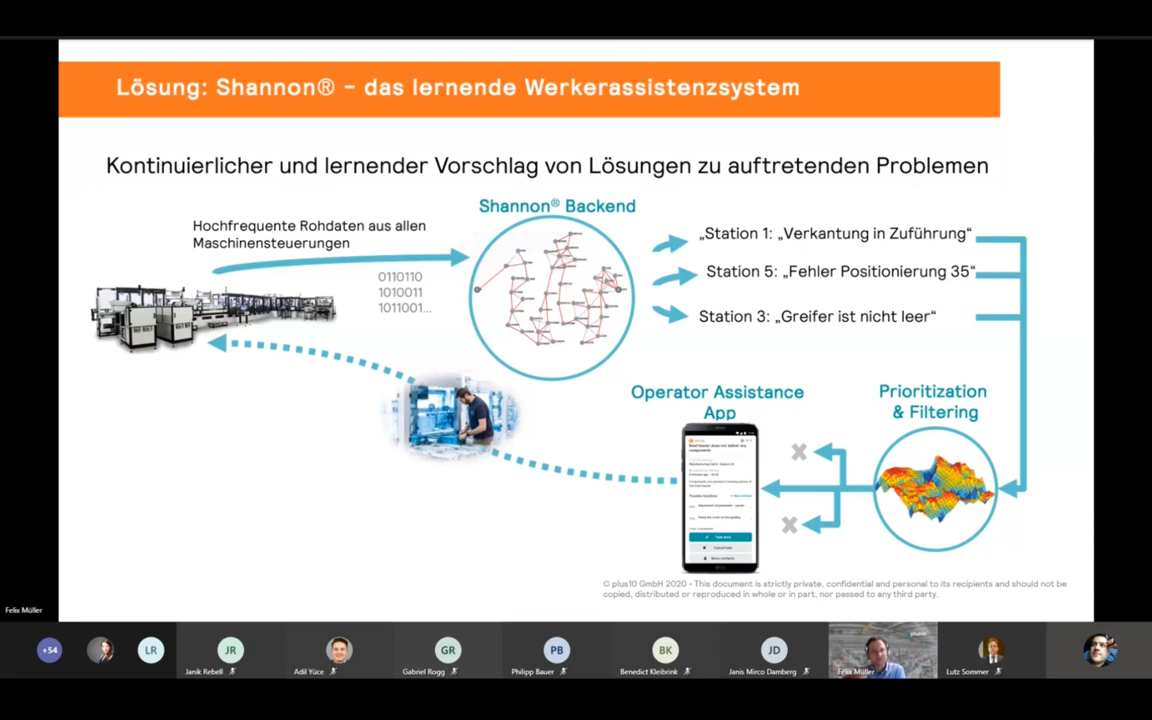 Lösung: Shannon® – das lernende Werkerassistenzsystem
Kontinuierlicher und lernender Vorschlag von Lösungen zu auftretenden Problemen
Hochfrequente Rohdaten aus allen
Maschinensteuerungen
0110110
1010011
1011001...
Shannon® Backend
„Station 1: „Verkantung in Zuführung“
Station 5: „Fehler Positionierung 35“
Station 3: „Greifer ist nicht leer“
Operator Assistance
App
Prioritization
& Filtering
© plus10 GmbH 2020 - This document is strictly private, confidential and personal to its recipients and should not be
copied, distributed or reproduced in whole or in part, nor passed to any third party.
Felix Müller
+54
LR
JR
GR
PB
BK
JD
Janik Rebell
Adil Yüce
Gabriel Rogg
Philipp Bauer
Benedict Kleibrink
Janis Mirco Damberg
Felix Müller
Lutz Sommer